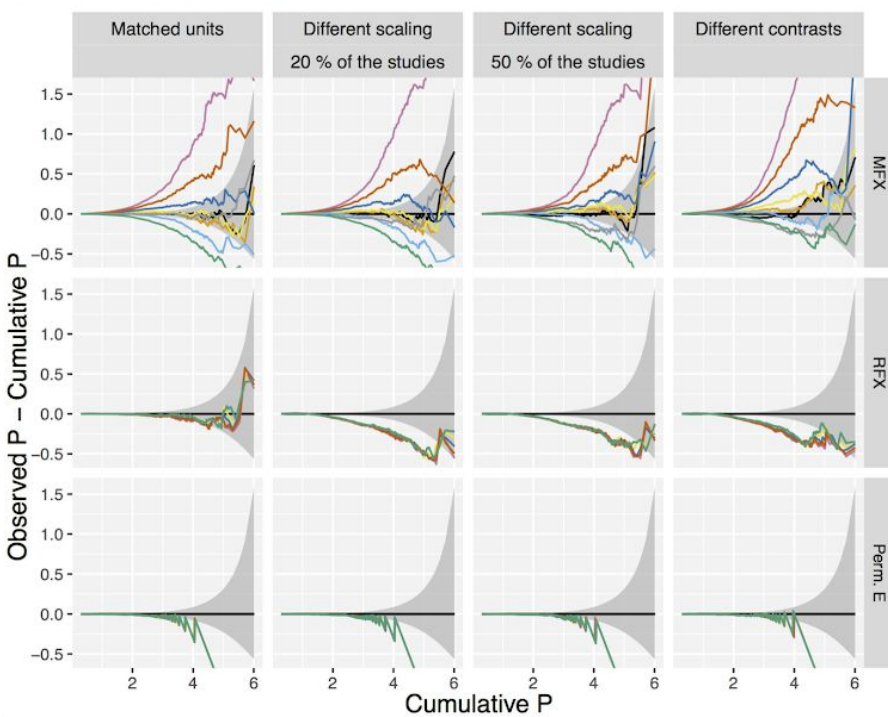 Matched units
Different scaling
20 % of the studies
Different scaling
50 % of the studies
Different contrasts
Observed P − Cumulative P
1.5
1.0
0.5
0.0
−0.5
MFX
1.5
1.0
0.5
0.0
−0.5
RFX
1.5
1.0
0.5
0.0
−0.5
Perm. E
2 4 6 2 4 6 2 4 6 2 4 6
Cumulative P